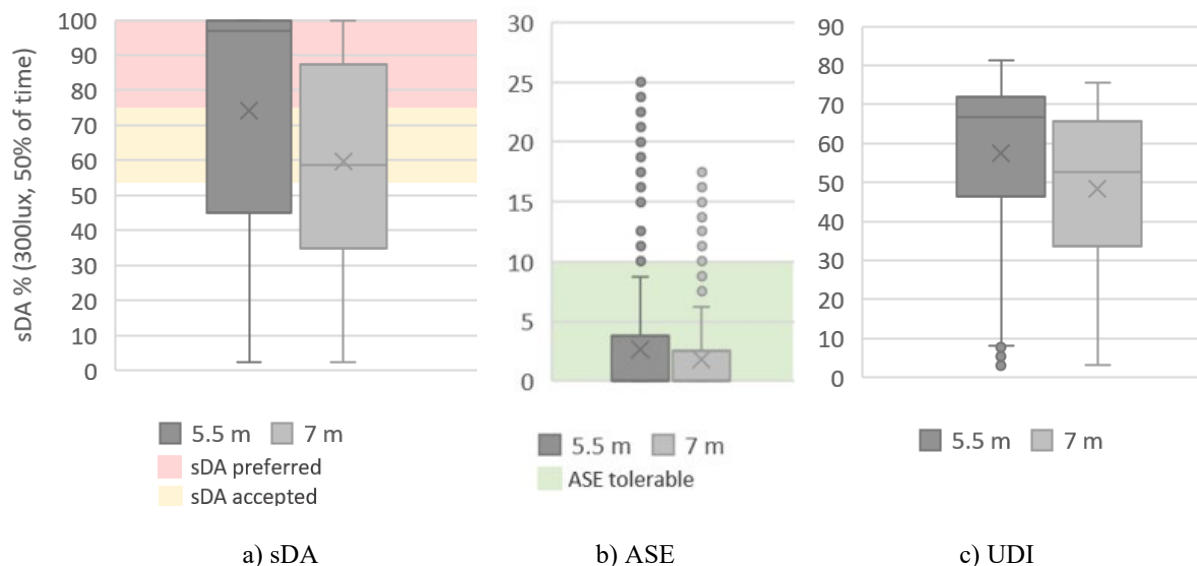 sDA % (300lux, 50% of time)
100
90
80
70
60
50
40
30
20
10
0
5.5 m 7 m
sDA preferred
sDA accepted
a) sDA
30
25
20
15
10
5
0
5.5 m 7 m
ASE tolerable
b) ASE
90
80
70
60
50
40
30
20
10
0
5.5 m 7 m
c) UDI